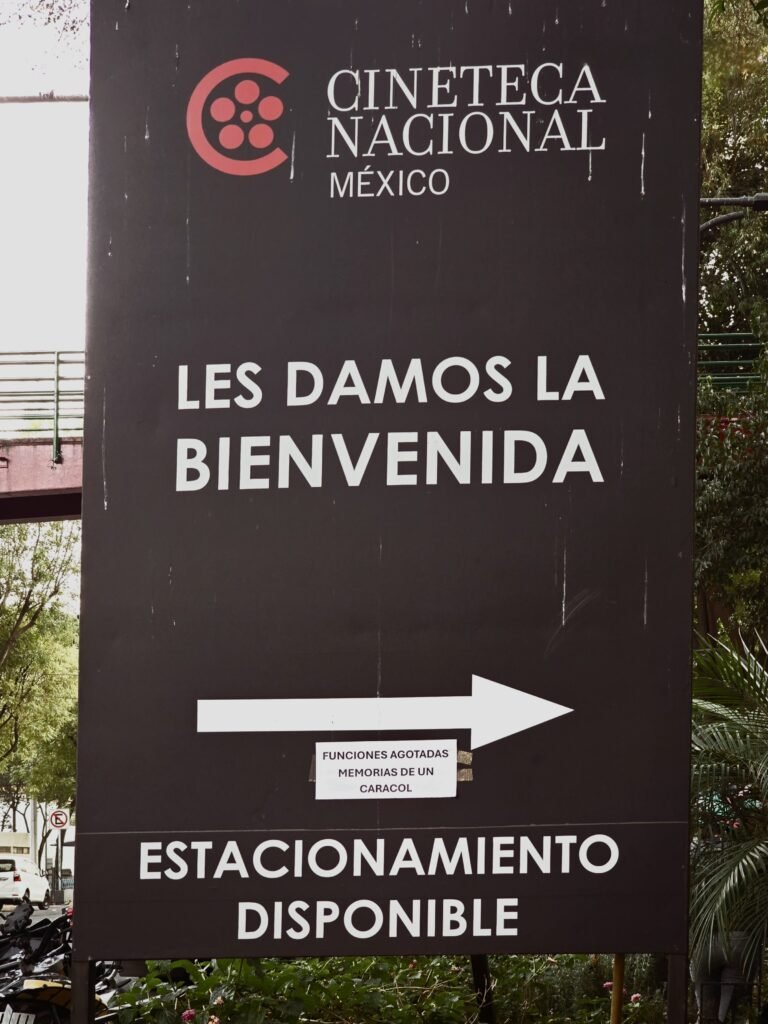 CINETECA
NACIONAL
MÉXICO
LES DAMOS LA
BIENVENIDA
FUNCIONES AGOTADAS
MEMORIAS DE UN
CARACOL
ESTACIONAMIENTO
DISPONIBLE